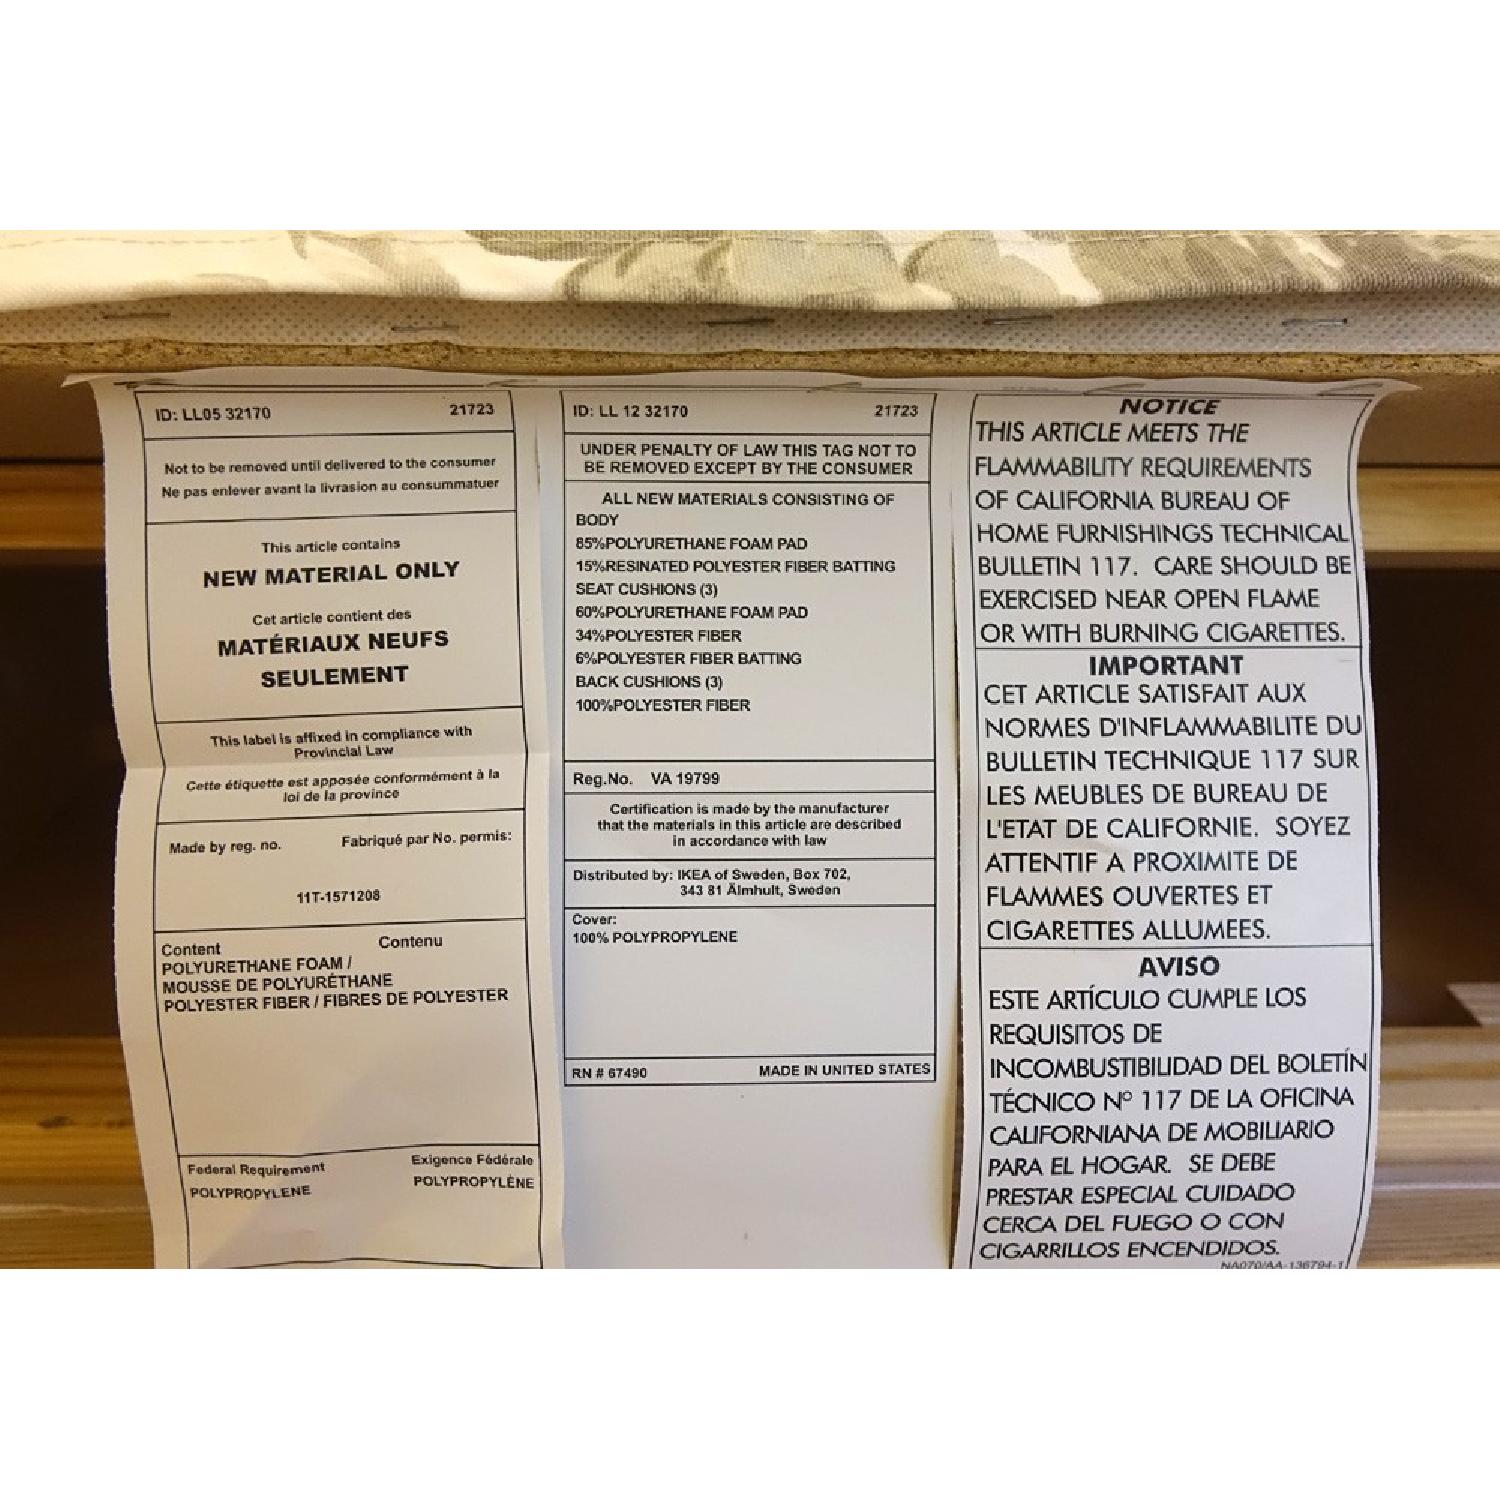 ID: LL05 32170 21723
Not to be removed until delivered to the consumer
Ne pas enlever avant la livrasion au consummatuer
This article contains
NEW MATERIAL ONLY
Cet article contient des
MATÉRIAUX NEUFS
SEULEMENT
This label is affixed in compliance with
Provincial Law
Cette étiquette est apposée conformément à la
loi de la province
Made by reg. no. Fabriqué par No. permis:
11T-1571208
Content Contenu
POLYURETHANE FOAM /
MOUSSE DE POLYURÉTHANE
POLYESTER FIBER / FIBRES DE POLYESTER
Federal Requirement Exigence Fédérale
POLYPROPYLENE POLYPROPYLÈNE
ID: LL 12 32170 21723
UNDER PENALTY OF LAW THIS TAG NOT TO
BE REMOVED EXCEPT BY THE CONSUMER
ALL NEW MATERIALS CONSISTING OF
BODY
85%POLYURETHANE FOAM PAD
15%RESINATED POLYESTER FIBER BATTING
SEAT CUSHIONS (3)
60%POLYURETHANE FOAM PAD
34%POLYESTER FIBER
6%POLYESTER FIBER BATTING
BACK CUSHIONS (3)
100%POLYESTER FIBER
Reg.No. VA 19799
Certification is made by the manufacturer
that the materials in this article are described
in accordance with law
Distributed by: IKEA of Sweden, Box 702,
343 81 Älmhult, Sweden
Cover:
100% POLYPROPYLENE
RN # 67490 MADE IN UNITED STATES
NOTICE
THIS ARTICLE MEETS THE
FLAMMABILITY REQUIREMENTS
OF CALIFORNIA BUREAU OF
HOME FURNISHINGS TECHNICAL
BULLETIN 117. CARE SHOULD BE
EXERCISED NEAR OPEN FLAME
OR WITH BURNING CIGARETTES.
IMPORTANT
CET ARTICLE SATISFAIT AUX
NORMES D'INFLAMMABILITE DU
BULLETIN TECHNIQUE 117 SUR
LES MEUBLES DE BUREAU DE
L'ETAT DE CALIFORNIE. SOYEZ
ATTENTIF A PROXIMITE DE
FLAMMES OUVERTES ET
CIGARETTES ALLUMEES.
AVISO
ESTE ARTÍCULO CUMPLE LOS
REQUISITOS DE
INCOMBUSTIBILIDAD DEL BOLETÍN
TÉCNICO Nº 117 DE LA OFICINA
CALIFORNIANA DE MOBILIARIO
PARA EL HOGAR. SE DEBE
PRESTAR ESPECIAL CUIDADO
CERCA DEL FUEGO O CON
CIGARRILLOS ENCENDIDOS.
NA070/AA-136794-1